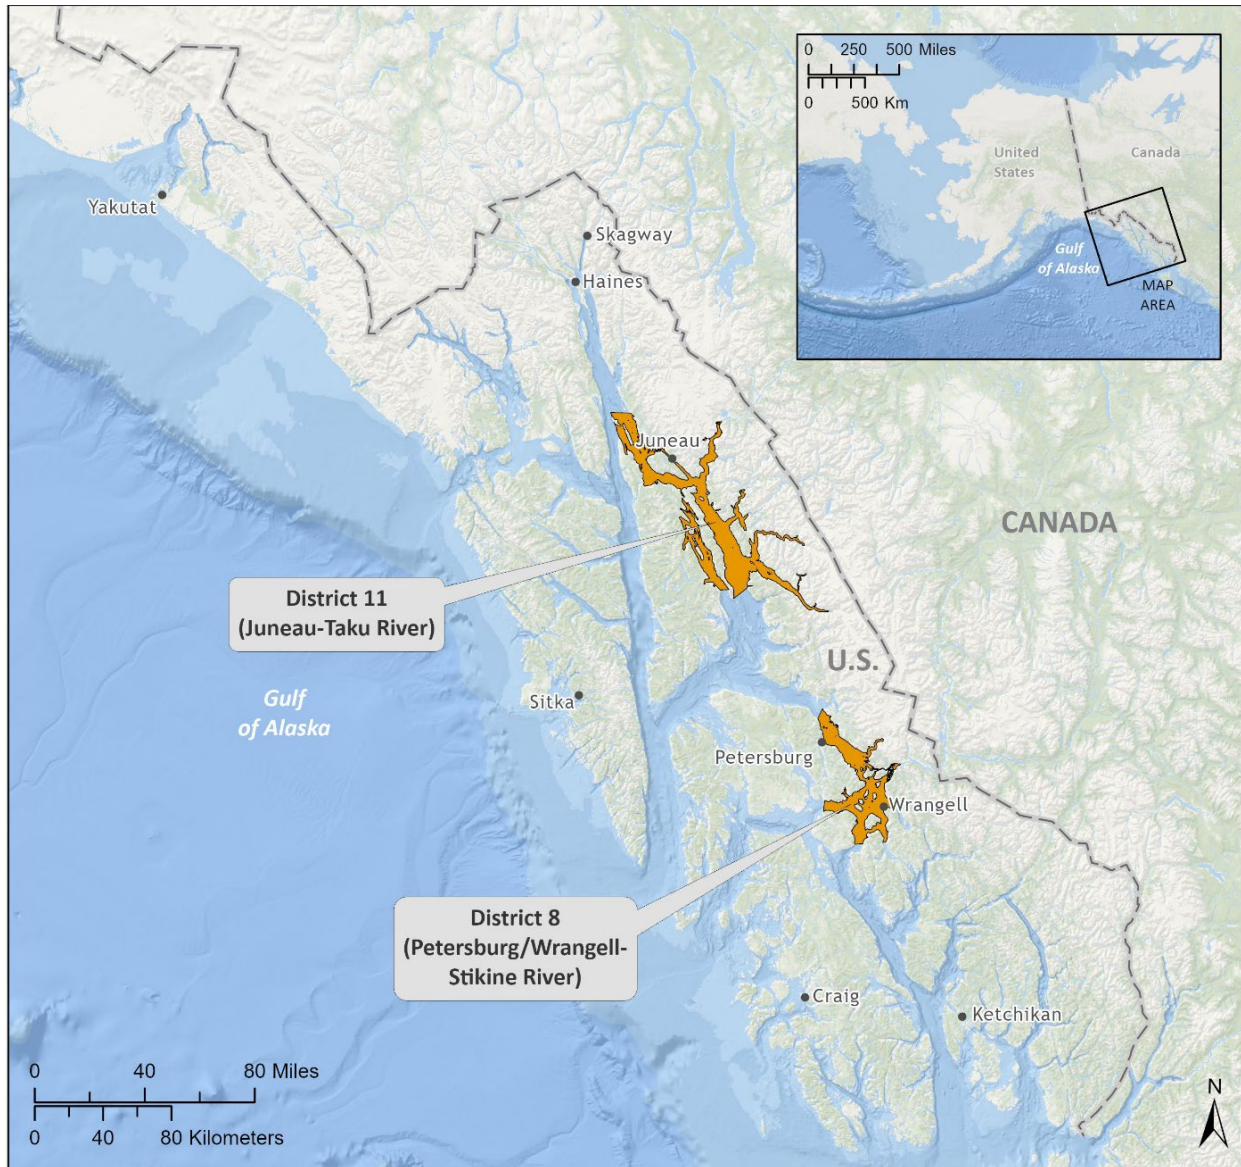 0 250 500 Miles
0 500 Km
United
States
Canada
Gulf
of Alaska
MAP
AREA
Yakutat
Skagway
Haines
Juneau
CANADA
District 11
(Juneau-Taku River)
U.S.
Gulf
of Alaska
Sitka
Petersburg
Wrangell
District 8
(Petersburg/Wrangell-
Stikine River)
Craig
Ketchikan
0 40 80 Miles
0 40 80 Kilometers
N